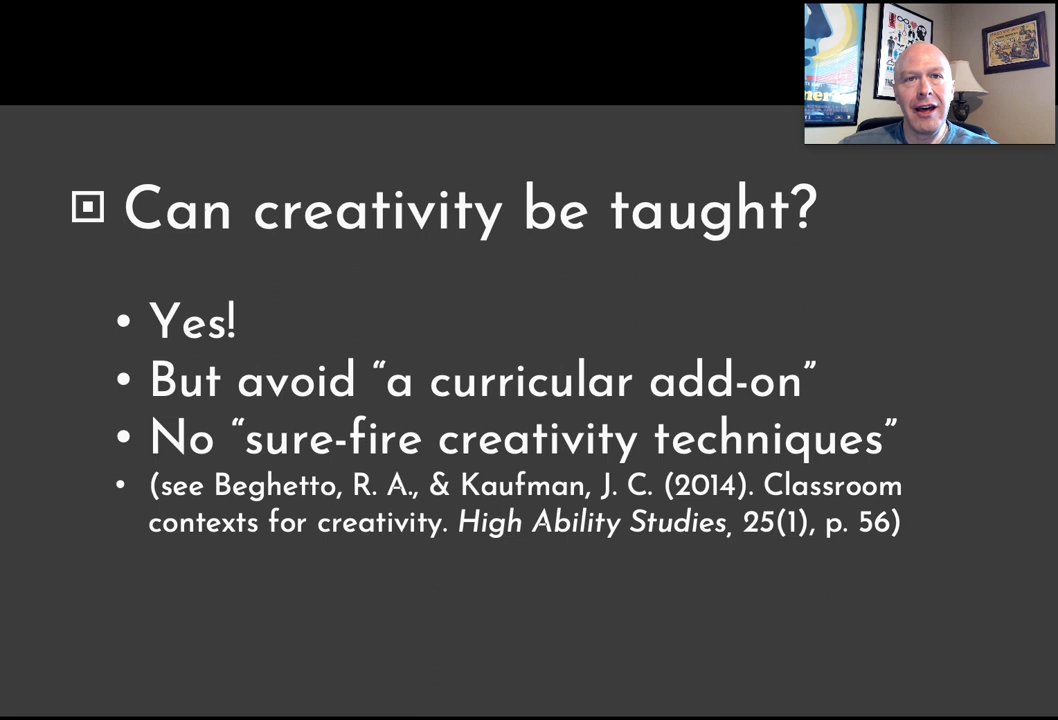 Can creativity be taught?
• Yes!
• But avoid “a curricular add-on”
• No “sure-fire creativity techniques”
• (see Beghetto, R. A., & Kaufman, J. C. (2014). Classroom
contexts for creativity. High Ability Studies, 25(1), p. 56)